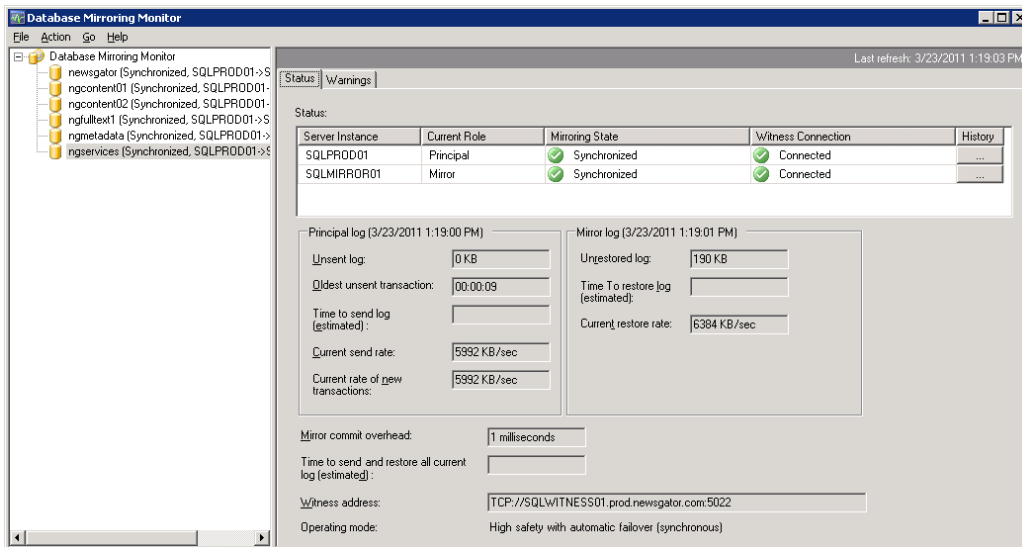 Database Mirroring Monitor
File Action Go Help
Database Mirroring Monitor
newsgator (Synchronized, SQLPROD01->S
ngcontent01 (Synchronized, SQLPROD01-
ngcontent02 (Synchronized, SQLPROD01-
ngfulltext1 (Synchronized, SQLPROD01->S
ngmetadata (Synchronized, SQLPROD01->
ngservices (Synchronized, SQLPROD01->S
Last refresh: 3/23/2011 1:19:03 PM
Status Warnings
Status:
Server Instance Current Role Mirroring State Witness Connection History
SQLPROD01 Principal Synchronized Connected ...
SQLMIRROR01 Mirror Synchronized Connected ...
Principal log (3/23/2011 1:19:00 PM)
Unsent log: 0 KB
Oldest unsent transaction: 00:00:09
Time to send log
(estimated) :
Current send rate: 5992 KB/sec
Current rate of new
transactions: 5992 KB/sec
Mirror log (3/23/2011 1:19:01 PM)
Unrestored log: 190 KB
Time To restore log
(estimated):
Current restore rate: 6384 KB/sec
Mirror commit overhead: 1 milliseconds
Time to send and restore all current
log (estimated) :
Witness address: TCP://SQLWITNESS01.prod.newsgator.com:5022
Operating mode: High safety with automatic failover (synchronous)